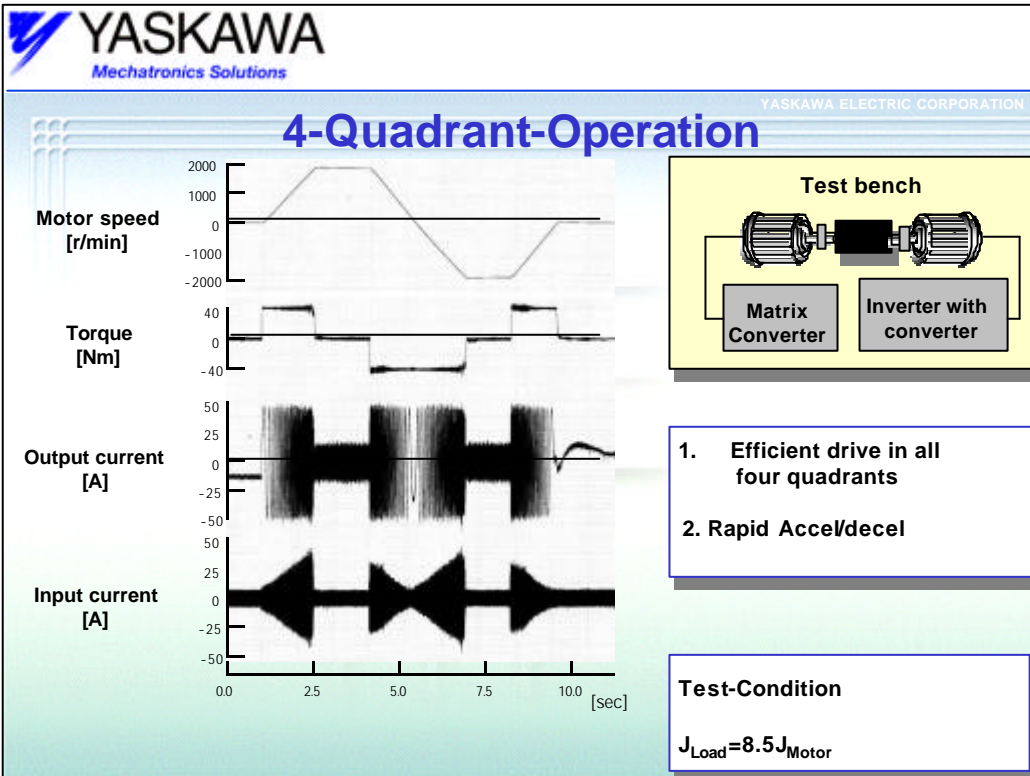 YASKAWA
Mechatronics Solutions
YASKAWA ELECTRIC CORPORATION
4-Quadrant-Operation
Motor speed
[r/min]
2000
1000
0
-1000
-2000
Torque
[Nm]
40
0
-40
Output current
[A]
50
25
0
-25
-50
Input current
[A]
50
25
0
-25
-50
0.0 2.5 5.0 7.5 10.0
[sec]
Test bench
Matrix
Converter
Inverter with
converter
1. Efficient drive in all
four quadrants
2. Rapid Accel/decel
Test-Condition
JLoad=8.5JMotor